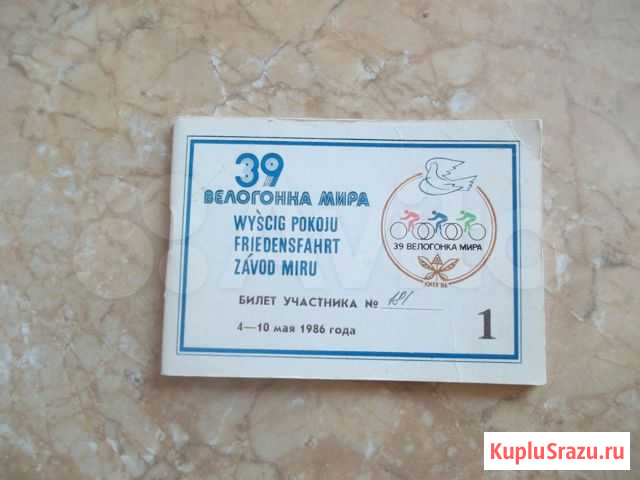 39
ВЕЛОГОННА МИРА
WYŚCIG POKOJU
FRIEDENSFAHRT
ZÁVOD MIRU
39 ВЕЛОГОНКА МИРА
КИЕВ '86
БИЛЕТ УЧАСТНИКА №
4—10 мая 1986 года
1
Avito
KupluSrazu.ru